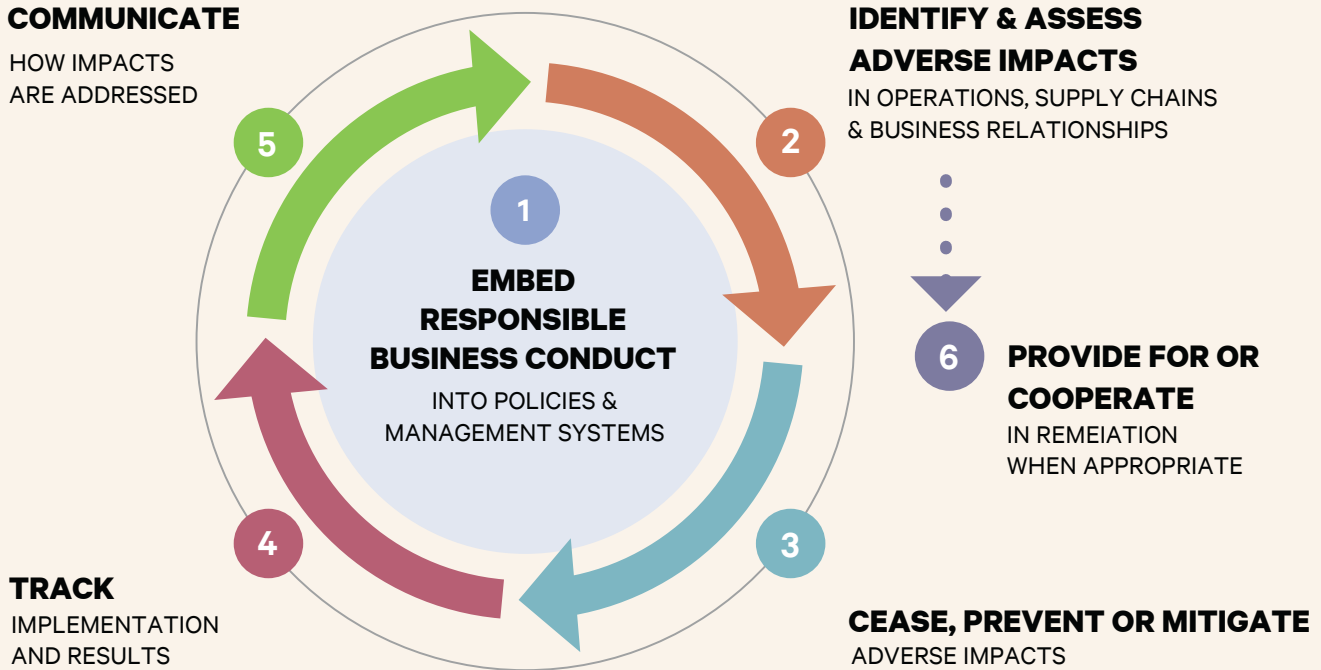 COMMUNICATE
HOW IMPACTS
ARE ADDRESSED
5
1
EMBED
RESPONSIBLE
BUSINESS CONDUCT
INTO POLICIES &
MANAGEMENT SYSTEMS
2
IDENTIFY & ASSESS
ADVERSE IMPACTS
IN OPERATIONS, SUPPLY CHAINS
& BUSINESS RELATIONSHIPS
6
PROVIDE FOR OR
COOPERATE
IN REMEIATION
WHEN APPROPRIATE
4
TRACK
IMPLEMENTATION
AND RESULTS
3
CEASE, PREVENT OR MITIGATE
ADVERSE IMPACTS